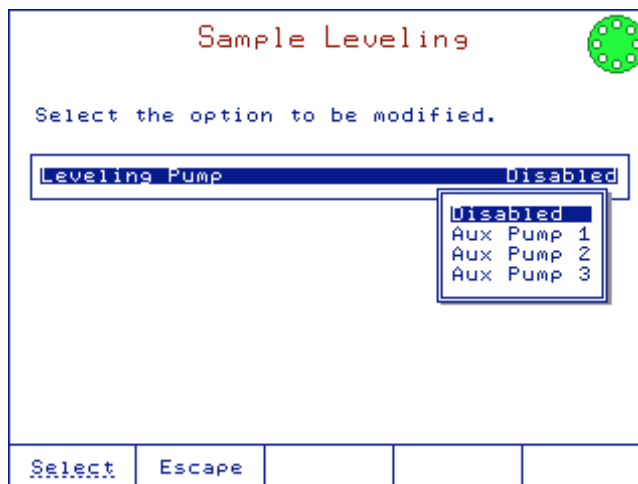 Sample Leveling
Select the option to be modified.
Leveling Pump Disabled
Disabled
Aux Pump 1
Aux Pump 2
Aux Pump 3
Select Escape